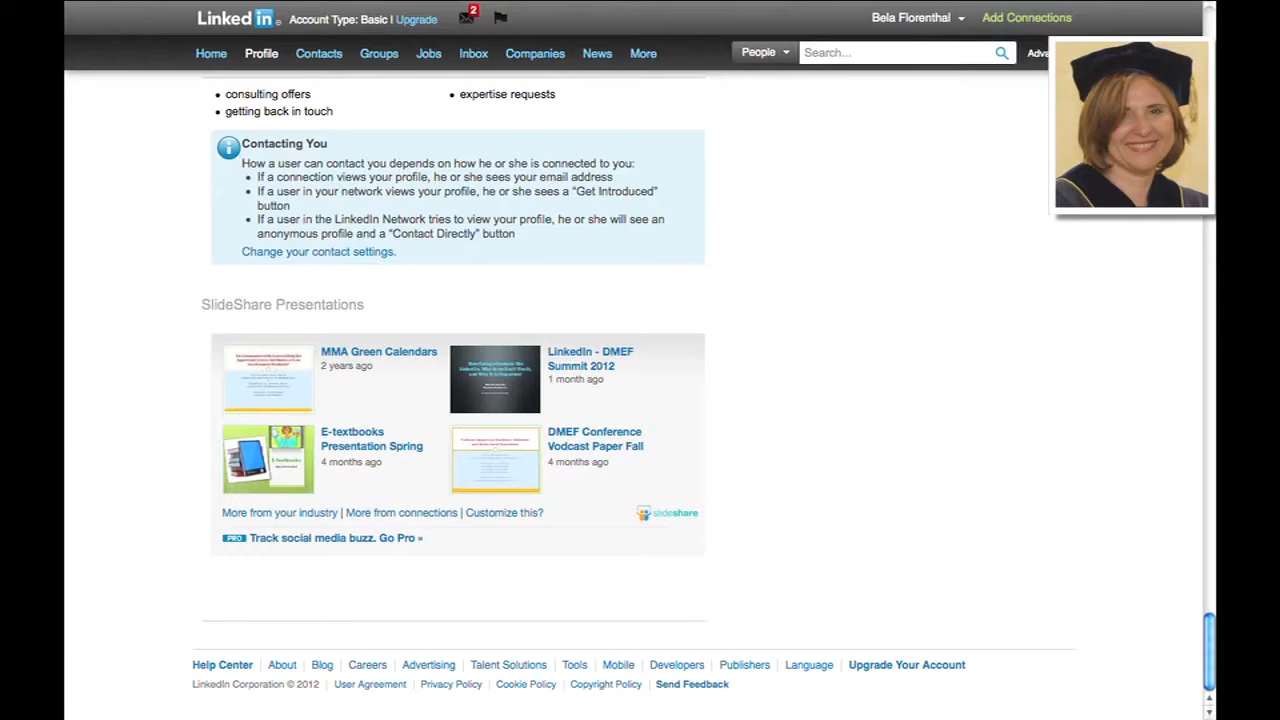 Linked in Account Type: Basic | Upgrade 2 Bela Florenthal Add Connections
Home Profile Contacts Groups Jobs Inbox Companies News More People Search... Adva
• consulting offers • expertise requests
• getting back in touch
Contacting You
How a user can contact you depends on how he or she is connected to you:
• If a connection views your profile, he or she sees your email address
• If a user in your network views your profile, he or she sees a "Get Introduced"
button
• If a user in the LinkedIn Network tries to view your profile, he or she will see an
anonymous profile and a "Contact Directly" button
Change your contact settings.
SlideShare Presentations
MMA Green Calendars
2 years ago
LinkedIn - DMEF
Summit 2012
1 month ago
E-textbooks
Presentation Spring
4 months ago
DMEF Conference
Vodcast Paper Fall
4 months ago
More from your industry | More from connections | Customize this? slideshare
PRO Track social media buzz. Go Pro »
Help Center | About | Blog | Careers | Advertising | Talent Solutions | Tools | Mobile | Developers | Publishers | Language | Upgrade Your Account
LinkedIn Corporation © 2012 | User Agreement | Privacy Policy | Cookie Policy | Copyright Policy | Send Feedback